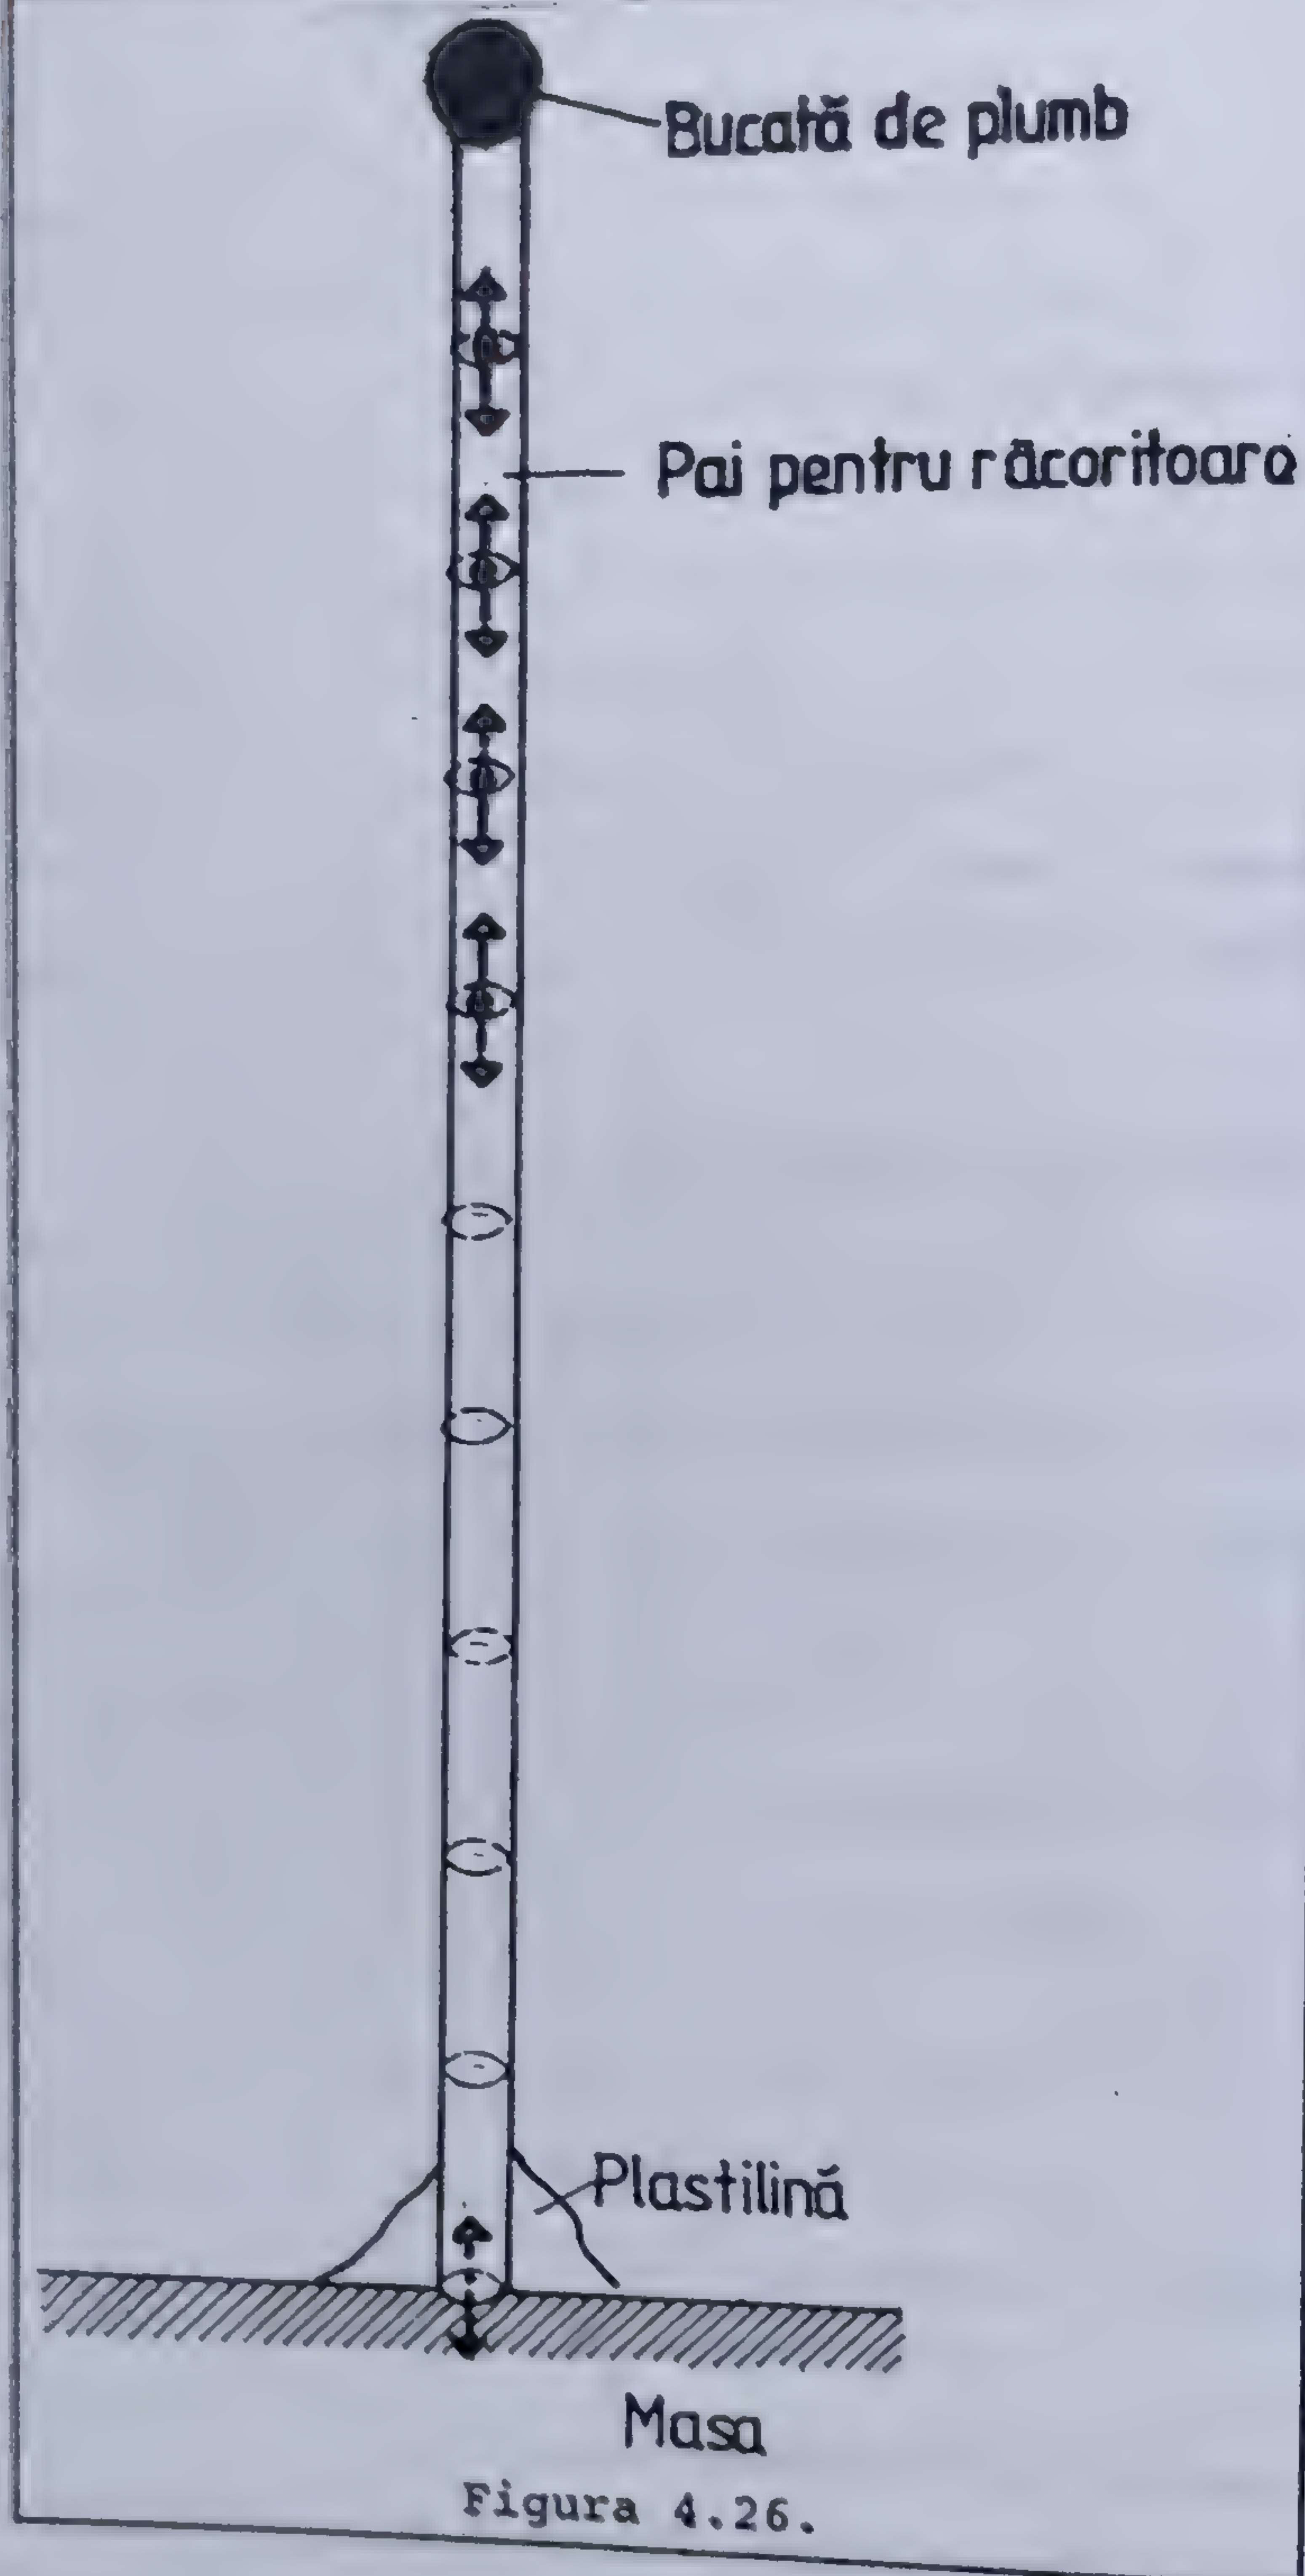 Bucată de plumb
Pai pentru răcoritoare
Plastilină
Masa
Figura 4.26.